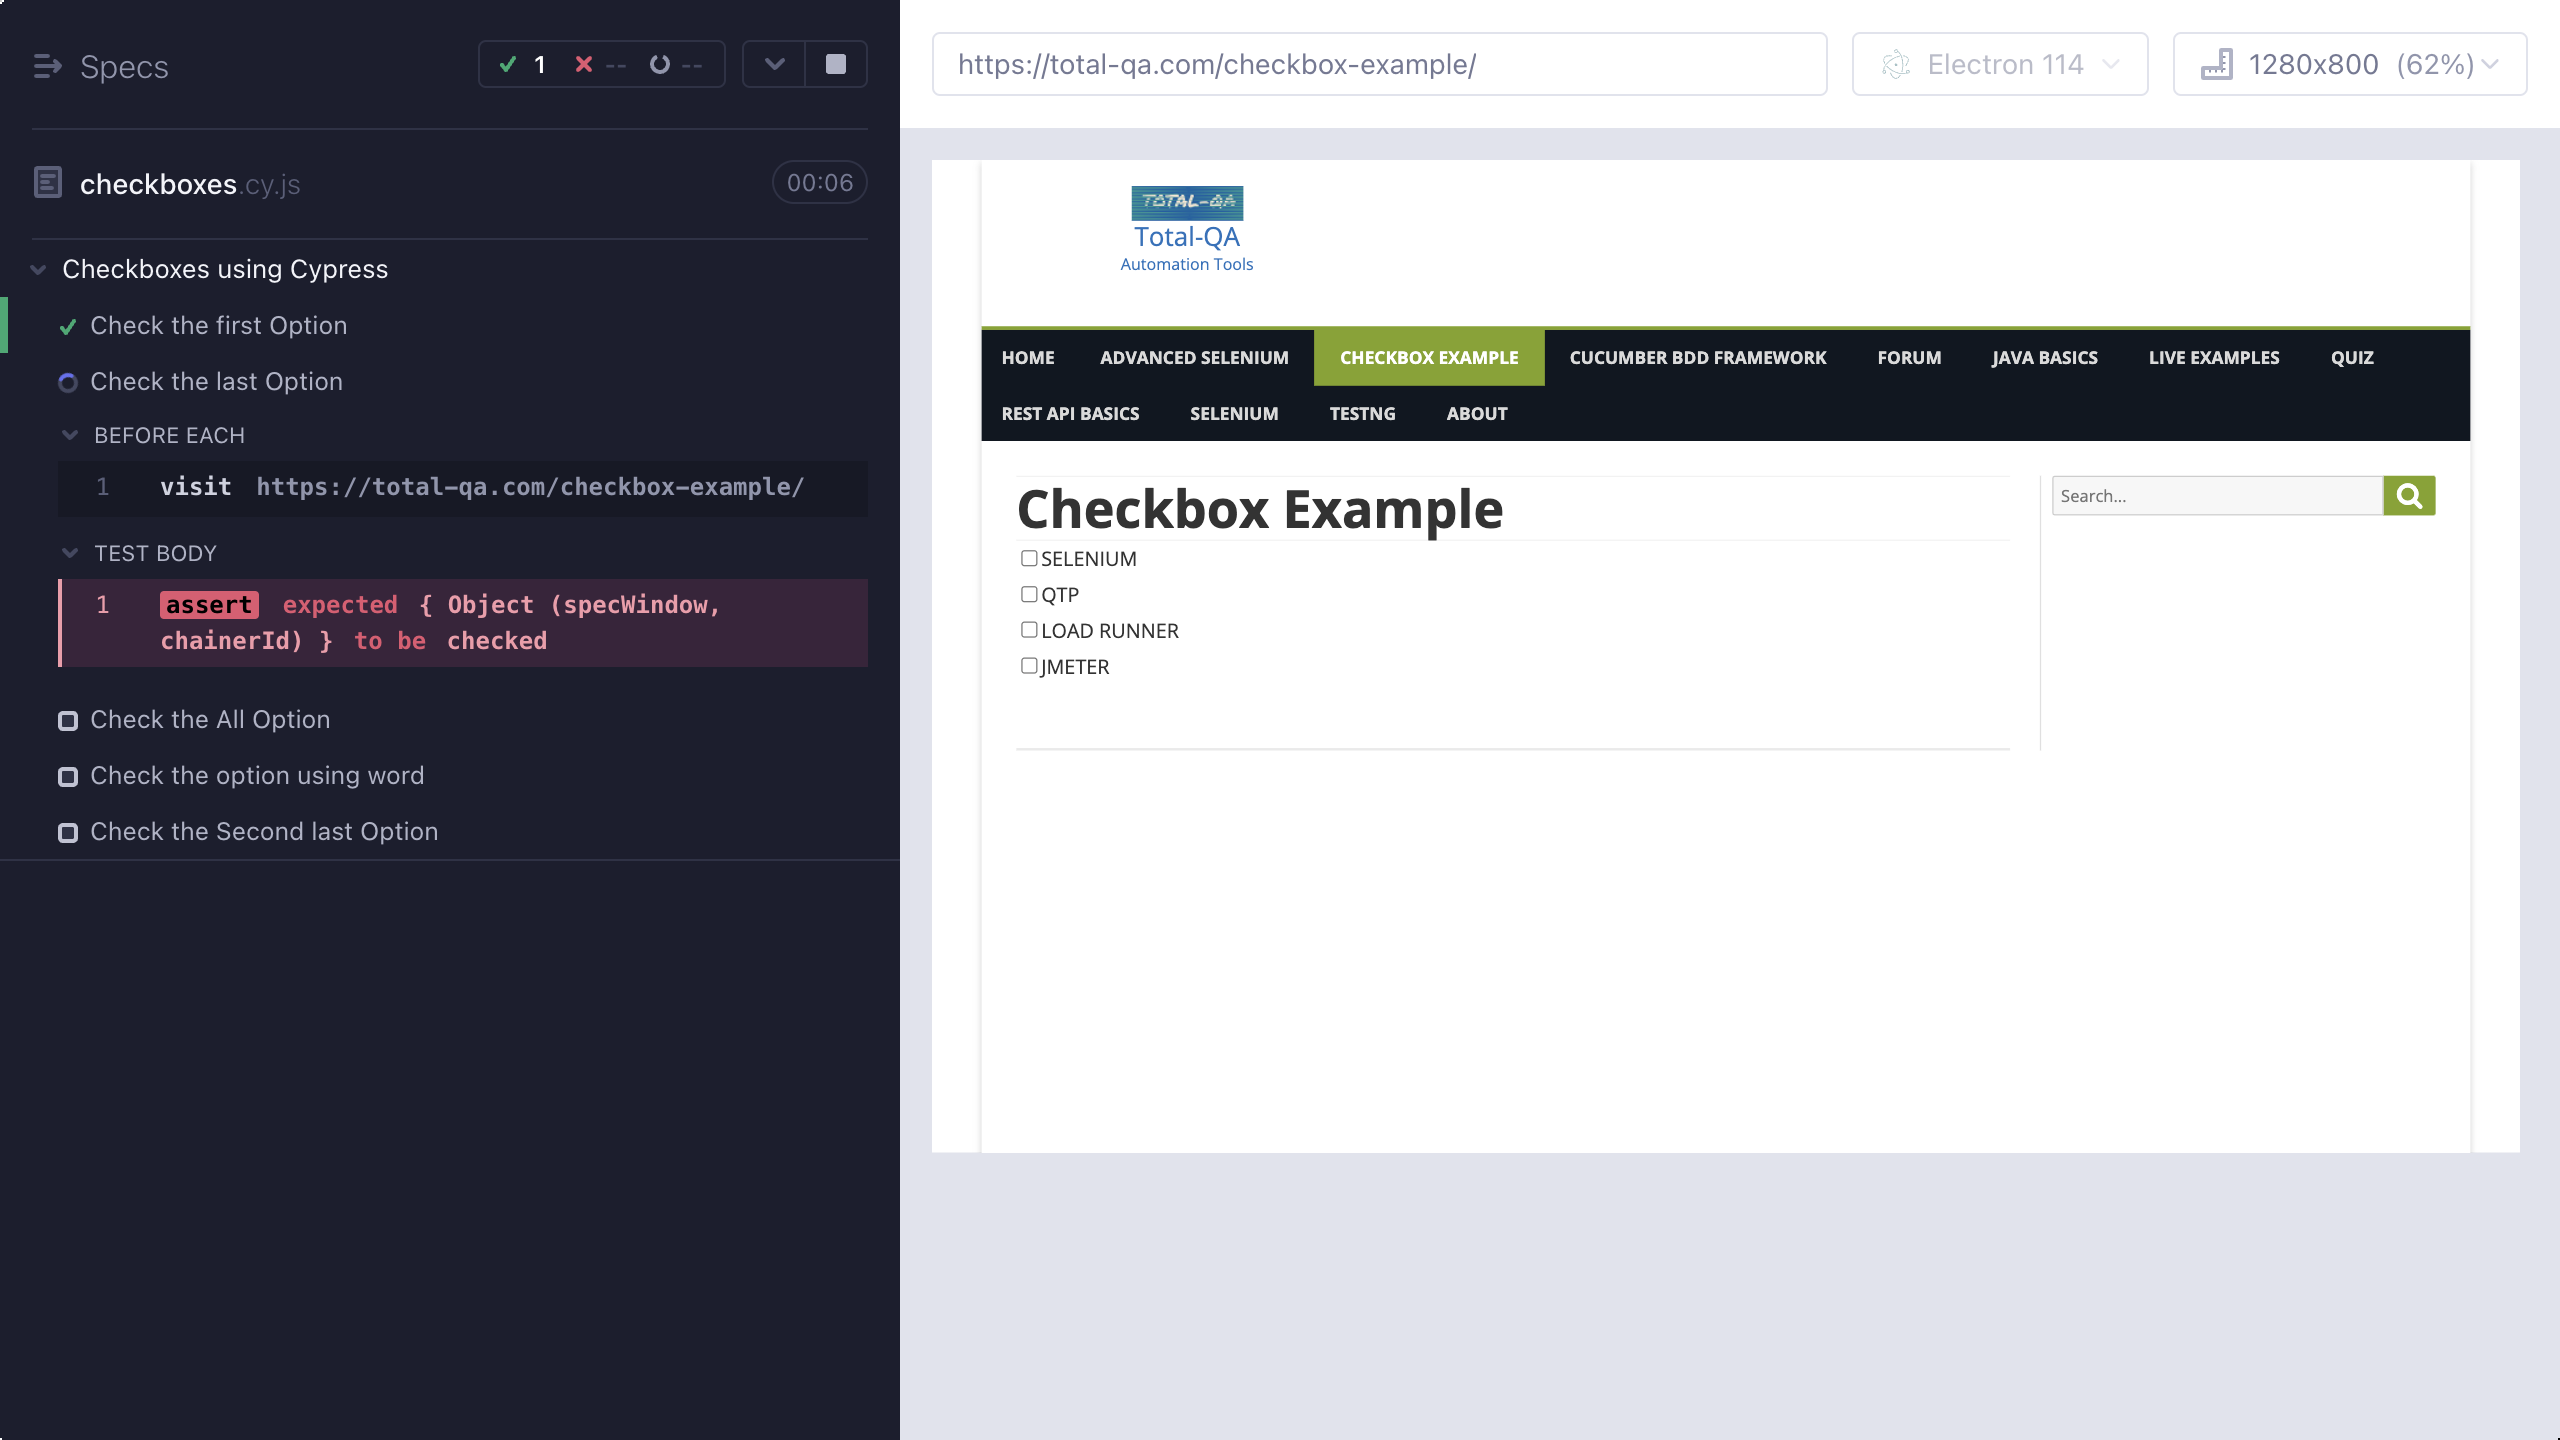 Specs
1 -- --
checkboxes.cy.js
00:06
Checkboxes using Cypress
Check the first Option
Check the last Option
BEFORE EACH
1 visit https://total-qa.com/checkbox-example/
TEST BODY
1 assert expected { Object (specWindow,
chainerId) } to be checked
Check the All Option
Check the option using word
Check the Second last Option
https://total-qa.com/checkbox-example/
Electron 114
1280x800 (62%)
TOTAL-QA
Total-QA
Automation Tools
HOME ADVANCED SELENIUM CHECKBOX EXAMPLE CUCUMBER BDD FRAMEWORK FORUM JAVA BASICS LIVE EXAMPLES QUIZ
REST API BASICS SELENIUM TESTNG ABOUT
Checkbox Example
Search...
SELENIUM
QTP
LOAD RUNNER
JMETER